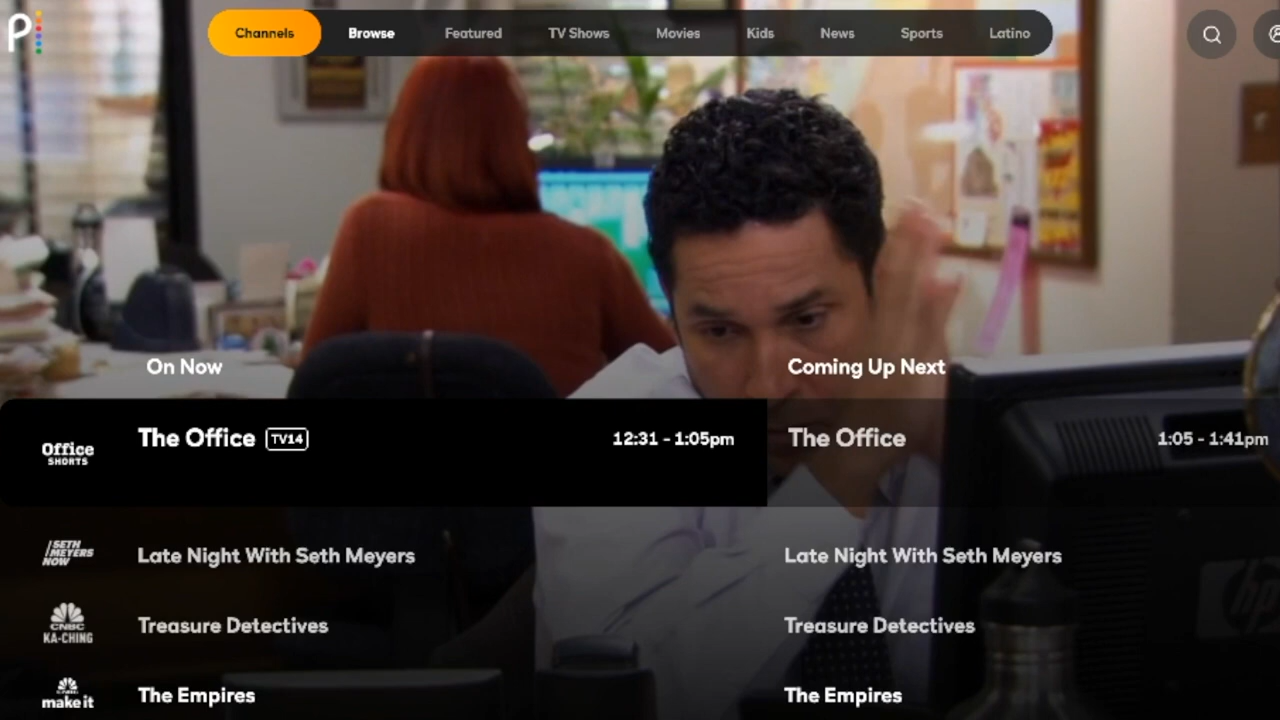 P
Channels Browse Featured TV Shows Movies Kids News Sports Latino
On Now Coming Up Next
Office SHORTS The Office TV14 12:31 - 1:05pm The Office 1:05 - 1:41pm
/SETH MEYERS NOW Late Night With Seth Meyers Late Night With Seth Meyers
CNBC KA-CHING Treasure Detectives Treasure Detectives
CNBC make it The Empires The Empires
hp